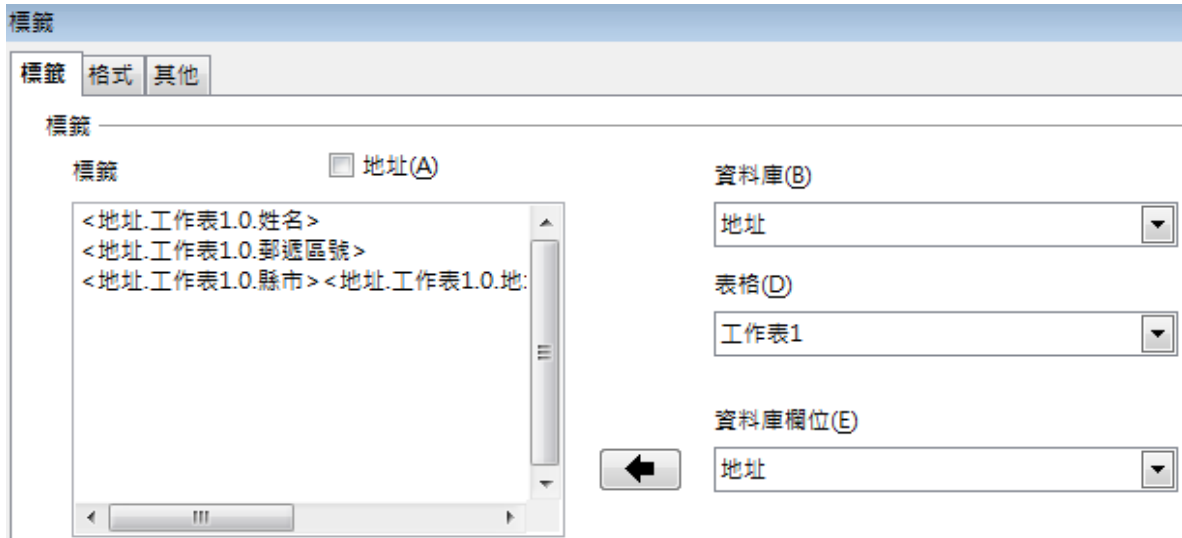 標籤
標籤 格式 其他
標籤
標籤 地址(A)
資料庫(B)
<地址.工作表1.0.姓名>
<地址.工作表1.0.郵遞區號>
<地址.工作表1.0.縣市><地址.工作表1.0.地
地址
表格(D)
工作表1
資料庫欄位(E)
地址